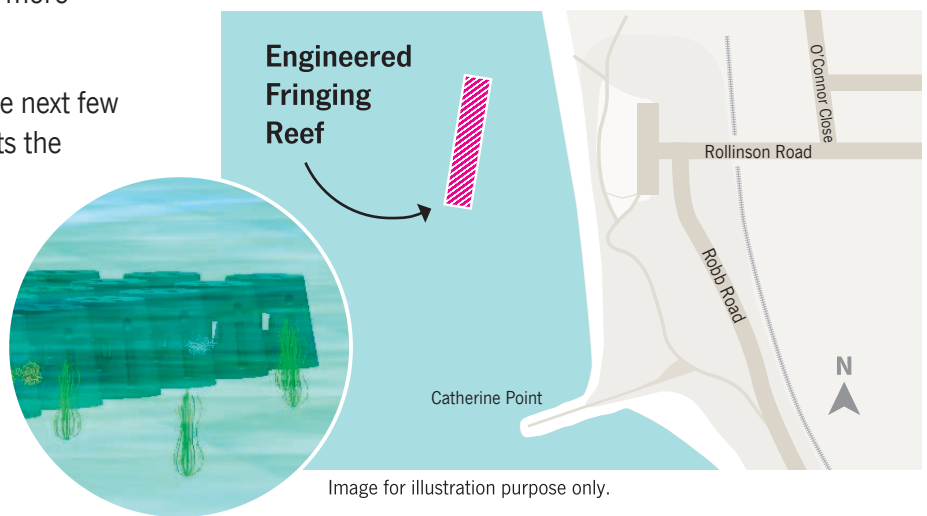 more
e next few
ts the
Engineered
Fringing
Reef
O'Connor Close
Rollinson Road
Robb Road
N
Catherine Point
Image for illustration purpose only.